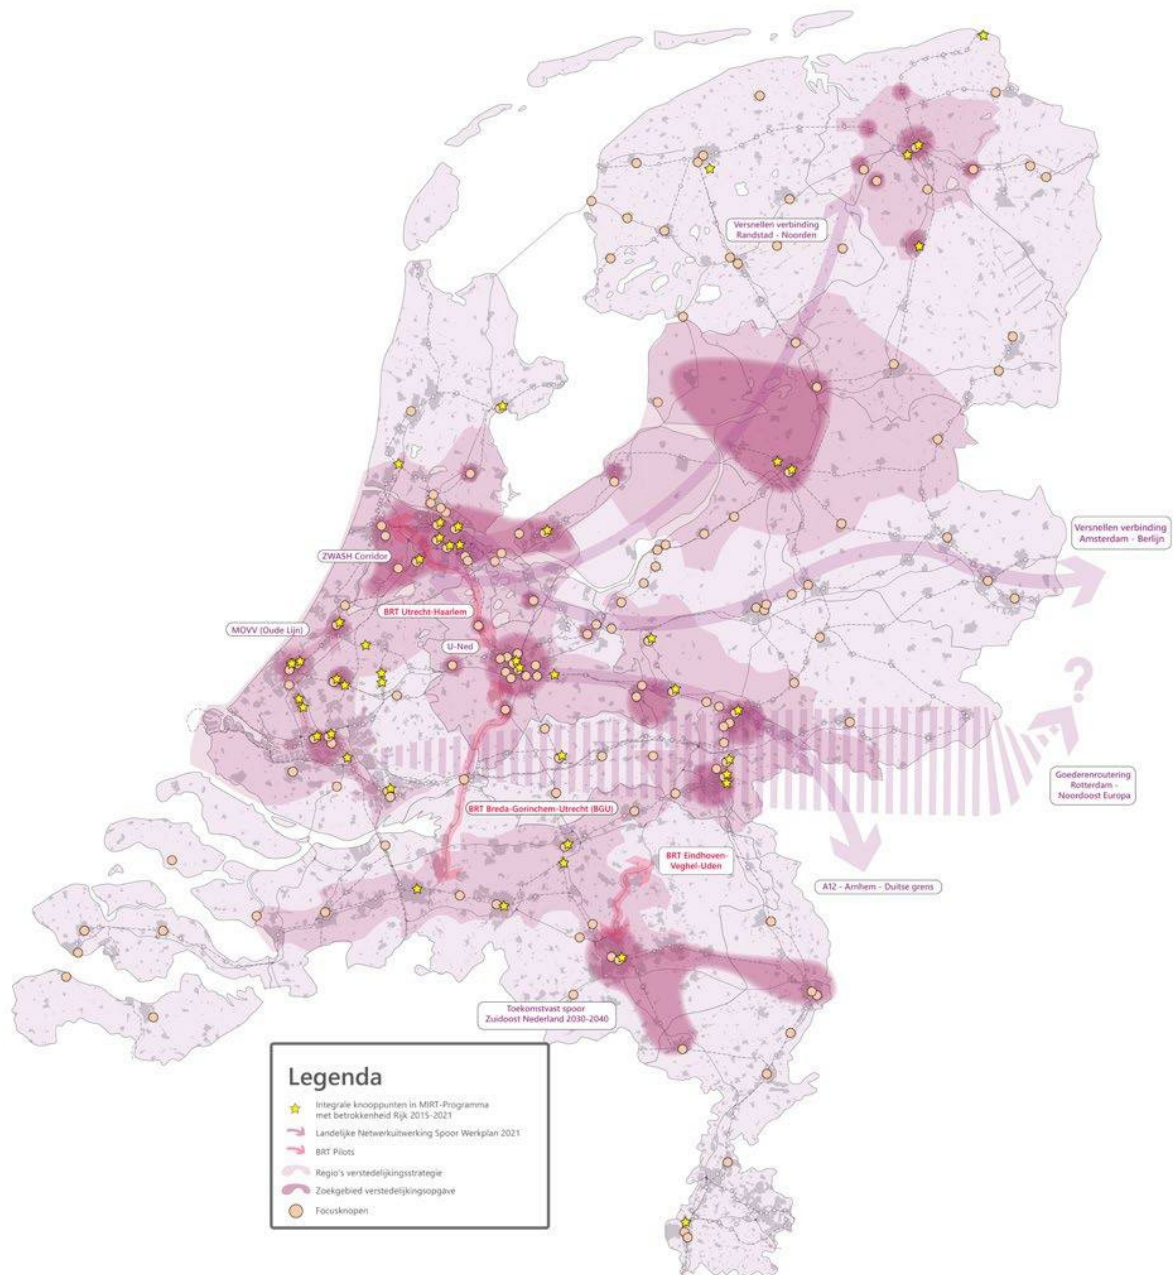 Versnellen verbinding
Randstad - Noorden
Versnellen verbinding
Amsterdam - Berlijn
ZWASH Corridor
BRT Utrecht-Haarlem
MOVV (Oude Lijn)
U-Ned
?
Goederenroutering
Rotterdam -
Noordoost Europa
BRT Breda-Gorinchem-Utrecht (BGU)
BRT Eindhoven-
Veghel-Uden
A12 - Arnhem - Duitse grens
Toekomstvast spoor
Zuidoost Nederland 2030-2040
Legenda
Integrale knooppunten in MIRT-Programma
met betrokkenheid Rijk 2015-2021
Landelijke Netwerkuitwerking Spoor Werkplan 2021
BRT Pilots
Regio's verstedelijkingsstrategie
Zoekgebied verstedelijkingsopgave
Focusknopen